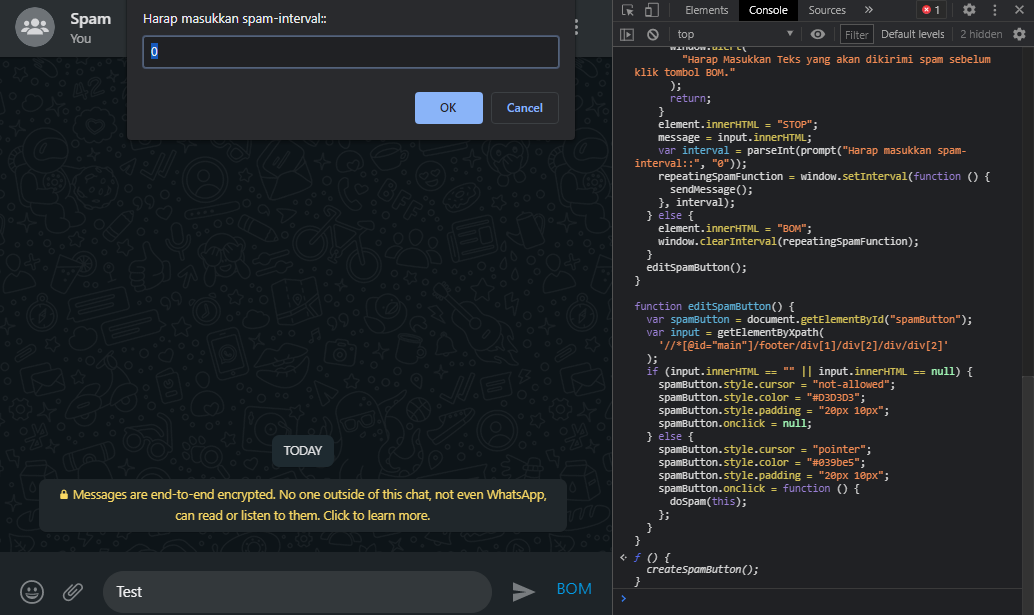 Spam
You
Harap masukkan spam-interval::
0
OK
Cancel
TODAY
Messages are end-to-end encrypted. No one outside of this chat, not even WhatsApp,
can read or listen to them. Click to learn more.
Test
BOM
Elements
Console
Sources
»
1
top
Filter
Default levels
2 hidden
window.alert(
"Harap Masukkan Teks yang akan dikirimi spam sebelum
klik tombol BOM."
);
return;
}
element.innerHTML = "STOP";
message = input.innerHTML;
var interval = parseInt(prompt("Harap masukkan spam-
interval::", "0"));
repeatingSpamFunction = window.setInterval(function () {
sendMessage();
}, interval);
} else {
element.innerHTML = "BOM";
window.clearInterval(repeatingSpamFunction);
}
editSpamButton();
}
function editSpamButton() {
var spamButton = document.getElementById("spamButton");
var input = getElementByXpath(
'//*[@id="main"]/footer/div[1]/div[2]/div/div[2]'
);
if (input.innerHTML == "" || input.innerHTML == null) {
spamButton.style.cursor = "not-allowed";
spamButton.style.color = "#D3D3D3";
spamButton.style.padding = "20px 10px";
spamButton.onclick = null;
} else {
spamButton.style.cursor = "pointer";
spamButton.style.color = "#039be5";
spamButton.style.padding = "20px 10px";
spamButton.onclick = function () {
doSpam(this);
};
}
}
ƒ () {
createSpamButton();
}